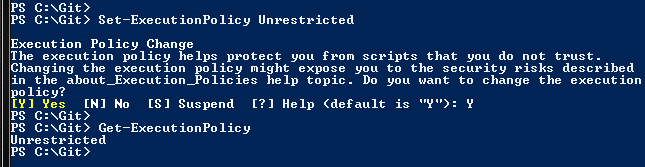 PS C:\Git>
PS C:\Git> Set-ExecutionPolicy Unrestricted
Execution Policy Change
The execution policy helps protect you from scripts that you do not trust.
Changing the execution policy might expose you to the security risks described
in the about_Execution_Policies help topic. Do you want to change the execution
policy?
[Y] Yes  [N] No  [S] Suspend  [?] Help (default is "Y"): Y
PS C:\Git>
PS C:\Git> Get-ExecutionPolicy
Unrestricted
PS C:\Git>